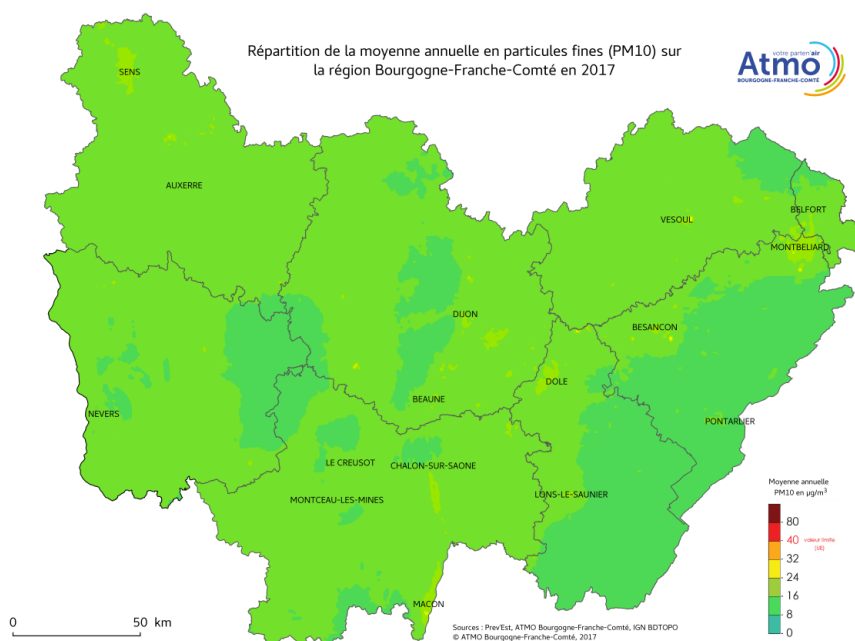 Répartition de la moyenne annuelle en particules fines (PM10) sur
la région Bourgogne-Franche-Comté en 2017
votre parten'air
Atmo
BOURGOGNE-FRANCHE-COMTÉ
SENS
AUXERRE
VESOUL
BELFORT
MONTBELIARD
DIJON
BESANCON
DOLE
BEAUNE
NEVERS
PONTARLIER
LE CREUSOT
CHALON-SUR-SAONE
MONTCEAU-LES-MINES
LONS-LE-SAUNIER
MACON
Moyenne annuelle
PM10 en µg/m³
80
40 valeur limite
(UE)
32
24
16
8
0
0 50 km
Sources : Prev'Est, ATMO Bourgogne-Franche-Comté, IGN BDTOPO
© ATMO Bourgogne-Franche-Comté, 2017